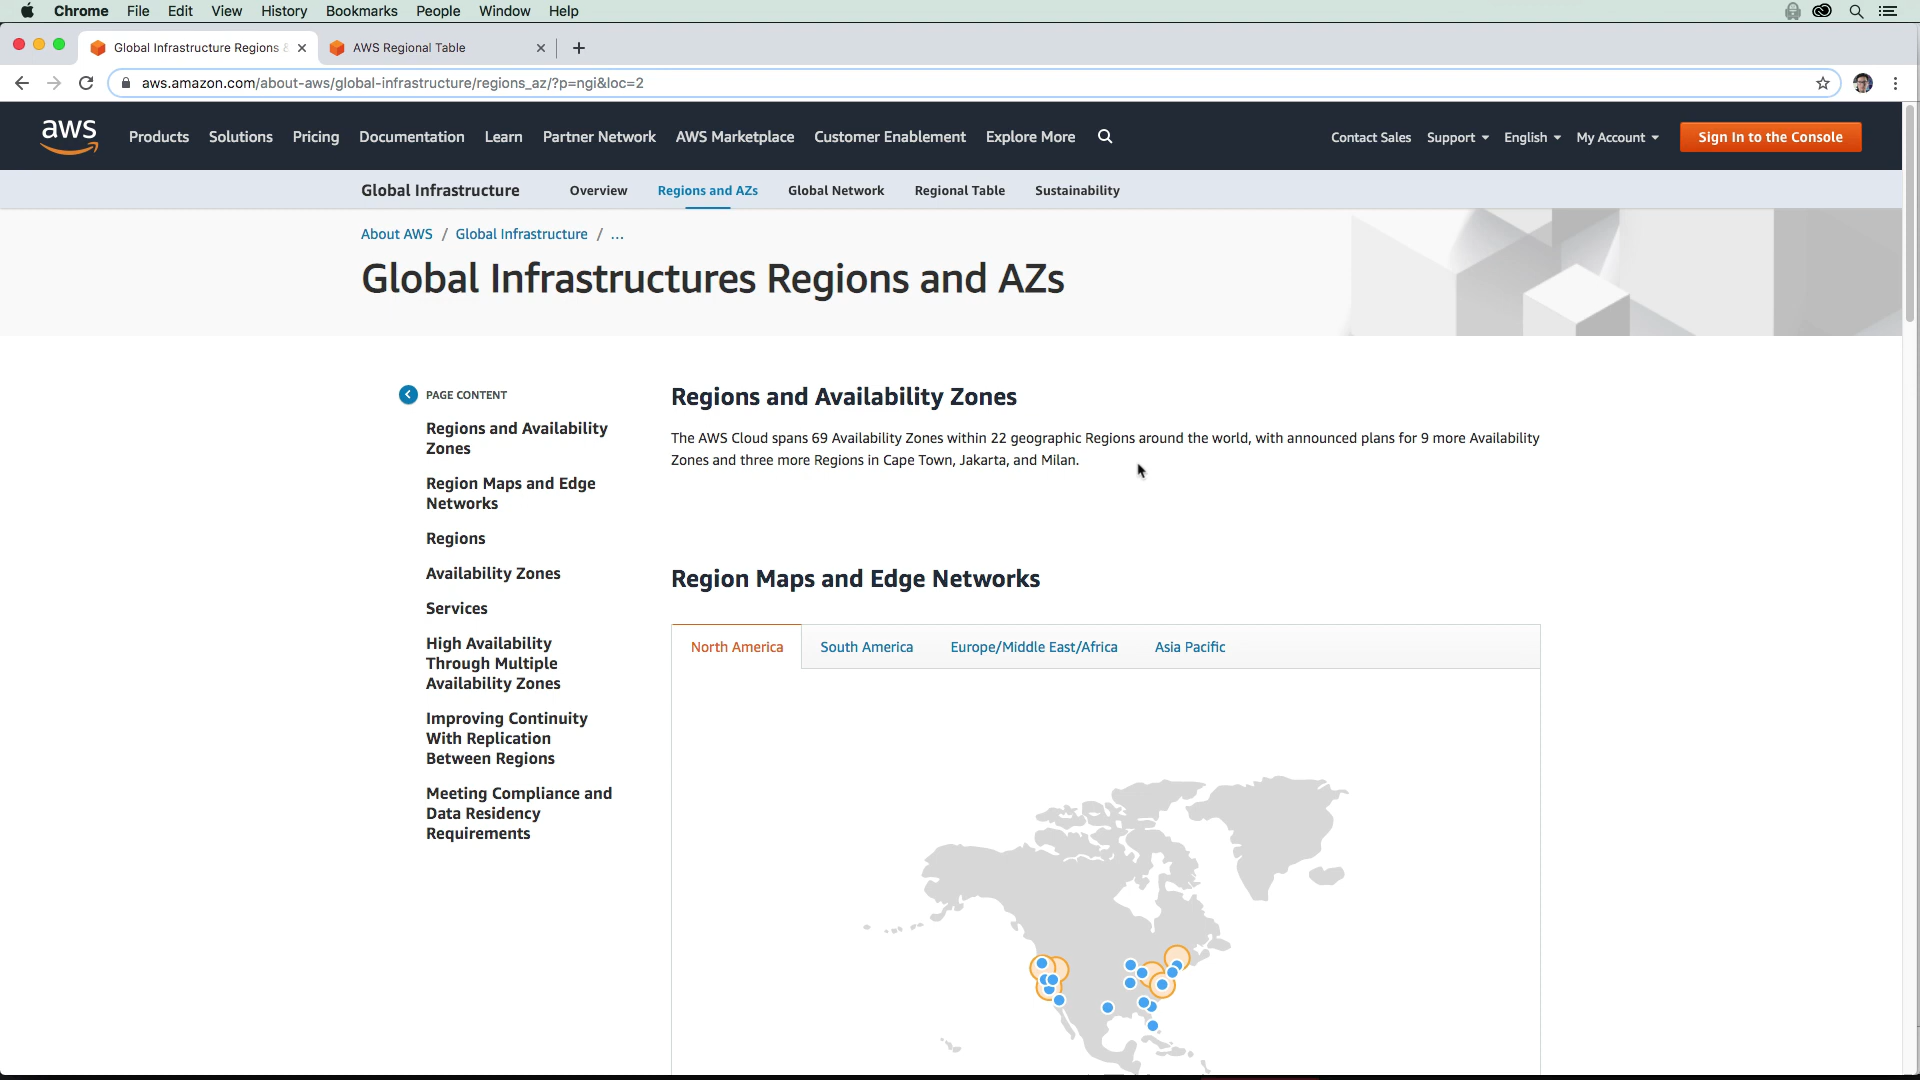 Chrome File Edit View History Bookmarks People Window Help
Global Infrastructure Regions &
AWS Regional Table
aws.amazon.com/about-aws/global-infrastructure/regions_az/?p=ngi&loc=2
aws Products Solutions Pricing Documentation Learn Partner Network AWS Marketplace Customer Enablement Explore More Contact Sales Support English My Account Sign In to the Console
Global Infrastructure Overview Regions and AZs Global Network Regional Table Sustainability
About AWS / Global Infrastructure / ...
Global Infrastructures Regions and AZs
PAGE CONTENT
Regions and Availability
Zones
Region Maps and Edge
Networks
Regions
Availability Zones
Services
High Availability
Through Multiple
Availability Zones
Improving Continuity
With Replication
Between Regions
Meeting Compliance and
Data Residency
Requirements
Regions and Availability Zones
The AWS Cloud spans 69 Availability Zones within 22 geographic Regions around the world, with announced plans for 9 more Availability
Zones and three more Regions in Cape Town, Jakarta, and Milan.
Region Maps and Edge Networks
North America South America Europe/Middle East/Africa Asia Pacific